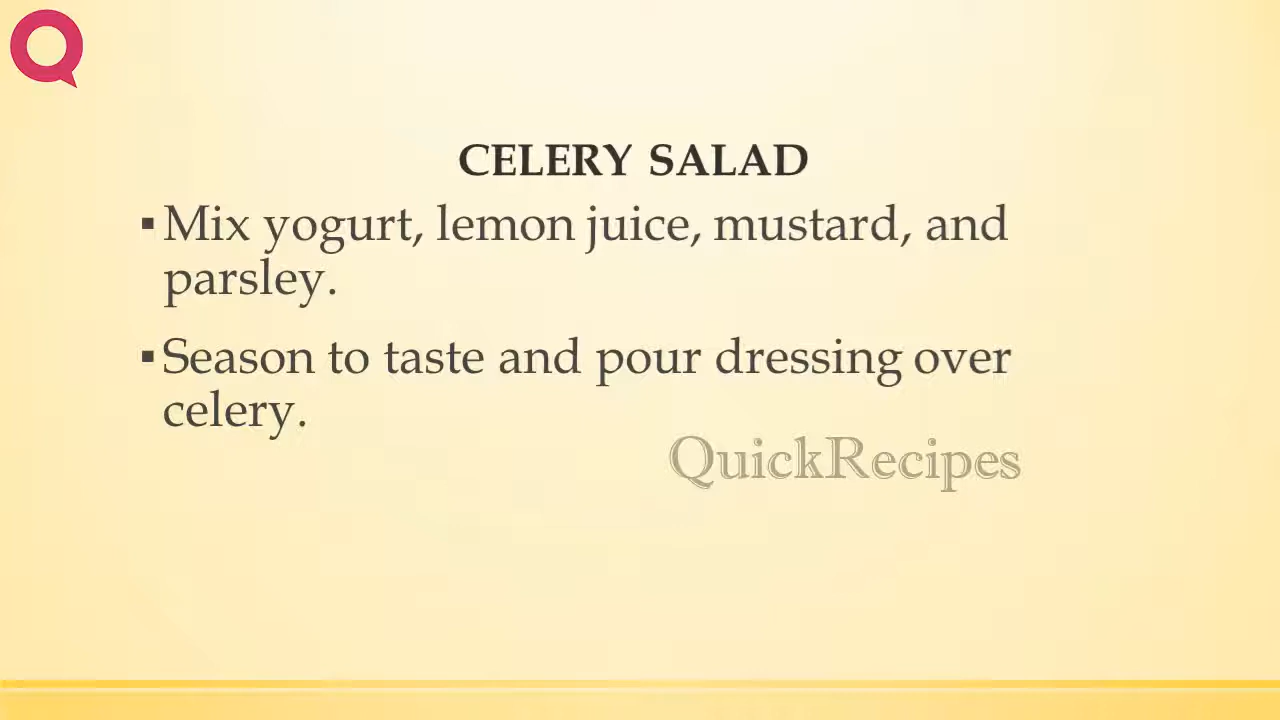 CELERY SALAD
▪Mix yogurt, lemon juice, mustard, and
parsley.
▪Season to taste and pour dressing over
celery.
QuickRecipes